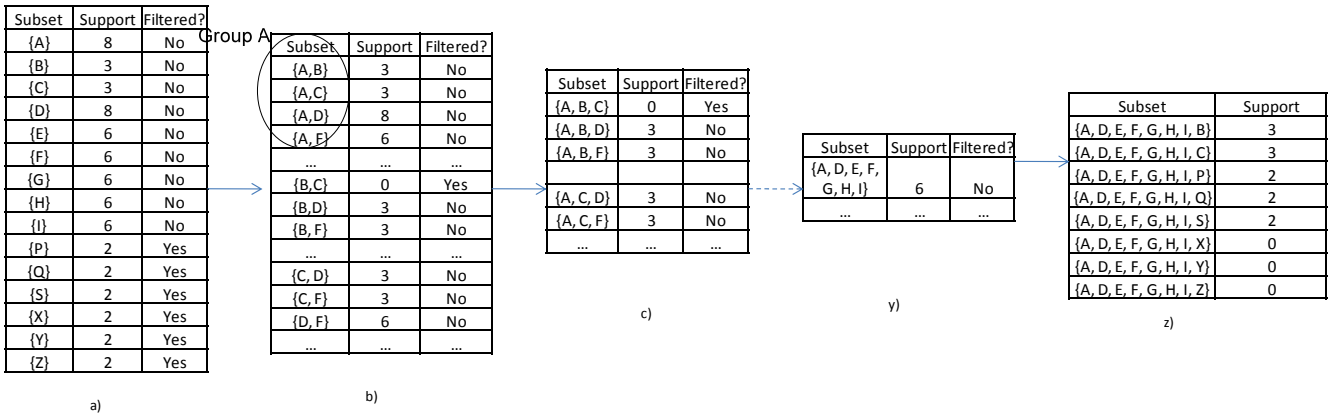 Subset Support Filtered?
{A} 8 No
{B} 3 No
{C} 3 No
{D} 8 No
{E} 6 No
{F} 6 No
{G} 6 No
{H} 6 No
{I} 6 No
{P} 2 Yes
{Q} 2 Yes
{S} 2 Yes
{X} 2 Yes
{Y} 2 Yes
{Z} 2 Yes
a)
Group A
Subset Support Filtered?
{A,B} 3 No
{A,C} 3 No
{A,D} 8 No
{A, F} 6 No
... ... ...
{B,C} 0 Yes
{B,D} 3 No
{B, F} 3 No
... ... ...
{C, D} 3 No
{C, F} 3 No
{D, F} 6 No
... ... ...
b)
Subset Support Filtered?
{A, B, C} 0 Yes
{A, B, D} 3 No
{A, B, F} 3 No
{A, C, D} 3 No
{A, C, F} 3 No
... ... ...
c)
Subset Support Filtered?
{A, D, E, F,
G, H, I} 6 No
... ... ...
y)
Subset Support
{A, D, E, F, G, H, I, B} 3
{A, D, E, F, G, H, I, C} 3
{A, D, E, F, G, H, I, P} 2
{A, D, E, F, G, H, I, Q} 2
{A, D, E, F, G, H, I, S} 2
{A, D, E, F, G, H, I, X} 0
{A, D, E, F, G, H, I, Y} 0
{A, D, E, F, G, H, I, Z} 0
z)